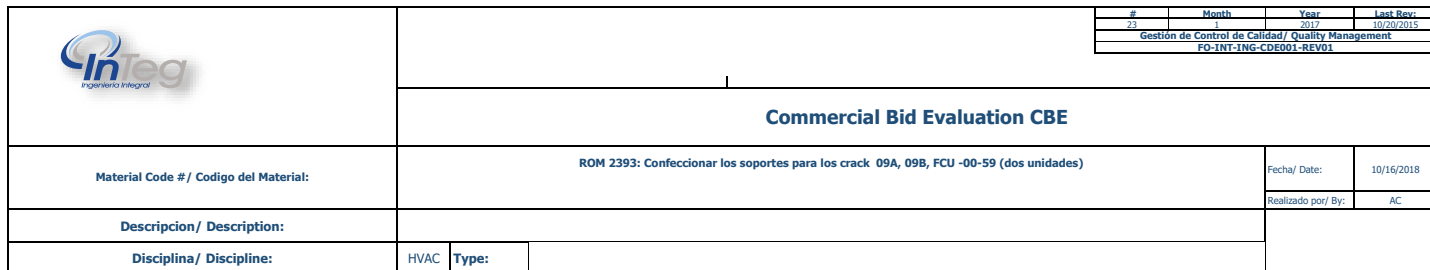 InTeg
Ingeniería Integral
# Month Year Last Rev:
23 1 2017 10/20/2015
Gestión de Control de Calidad/ Quality Management
FO-INT-ING-CDE001-REV01
Commercial Bid Evaluation CBE
Material Code #/ Codigo del Material:
ROM 2393: Confeccionar los soportes para los crack 09A, 09B, FCU -00-59 (dos unidades)
Fecha/ Date: 10/16/2018
Realizado por/ By: AC
Descripcion/ Description:
Disciplina/ Discipline: HVAC Type: